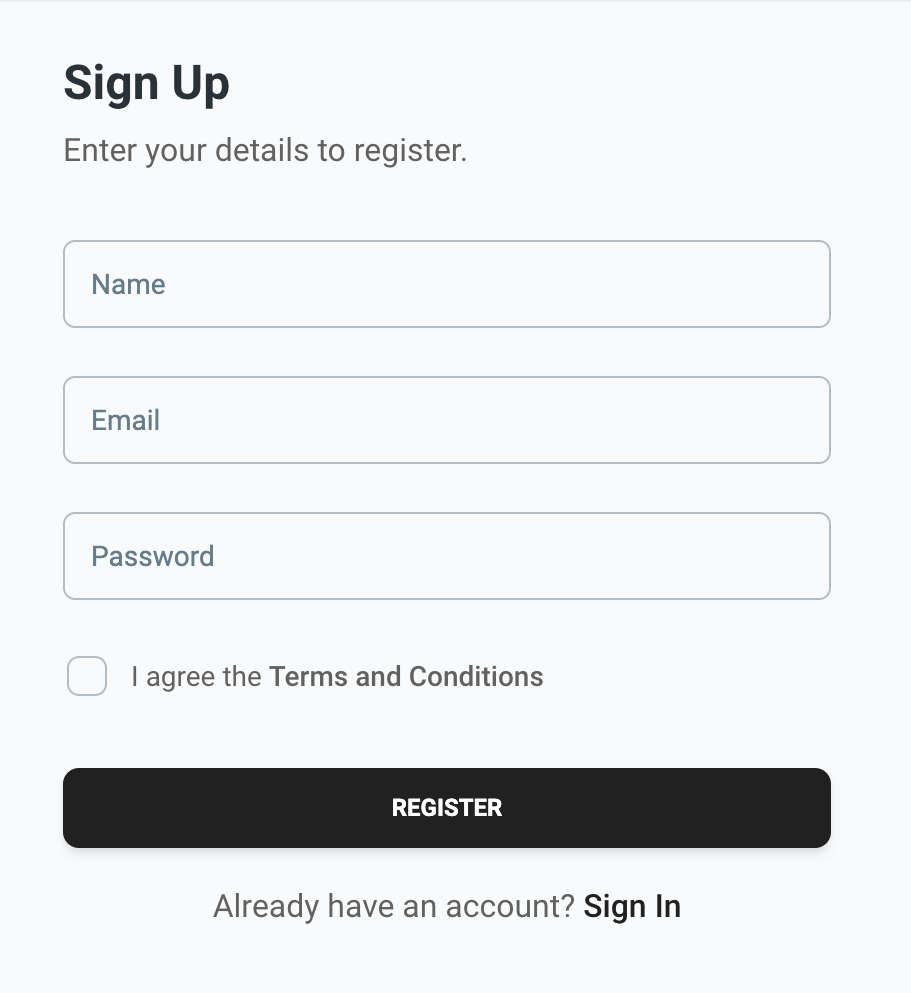 Sign Up
Enter your details to register.
Name
Email
Password
I agree the Terms and Conditions
REGISTER
Already have an account? Sign In